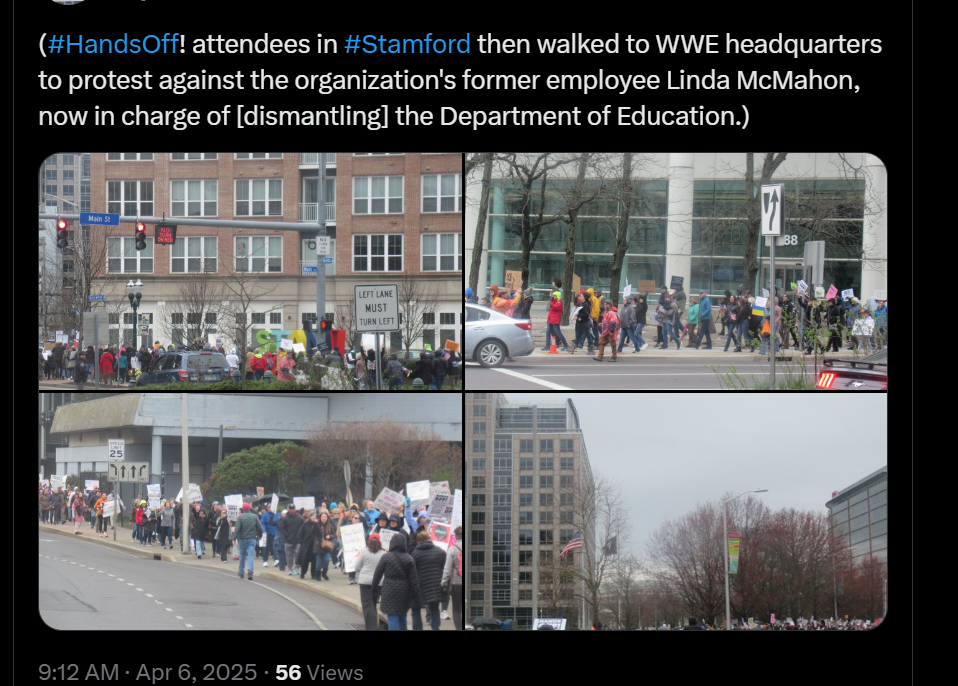 (#HandsOff! attendees in #Stamford then walked to WWE headquarters
to protest against the organization's former employee Linda McMahon,
now in charge of [dismantling] the Department of Education.)
Main St
LEFT LANE
MUST
TURN LEFT
88
SPEED
LIMIT
25
9:12 AM · Apr 6, 2025 · 56 Views